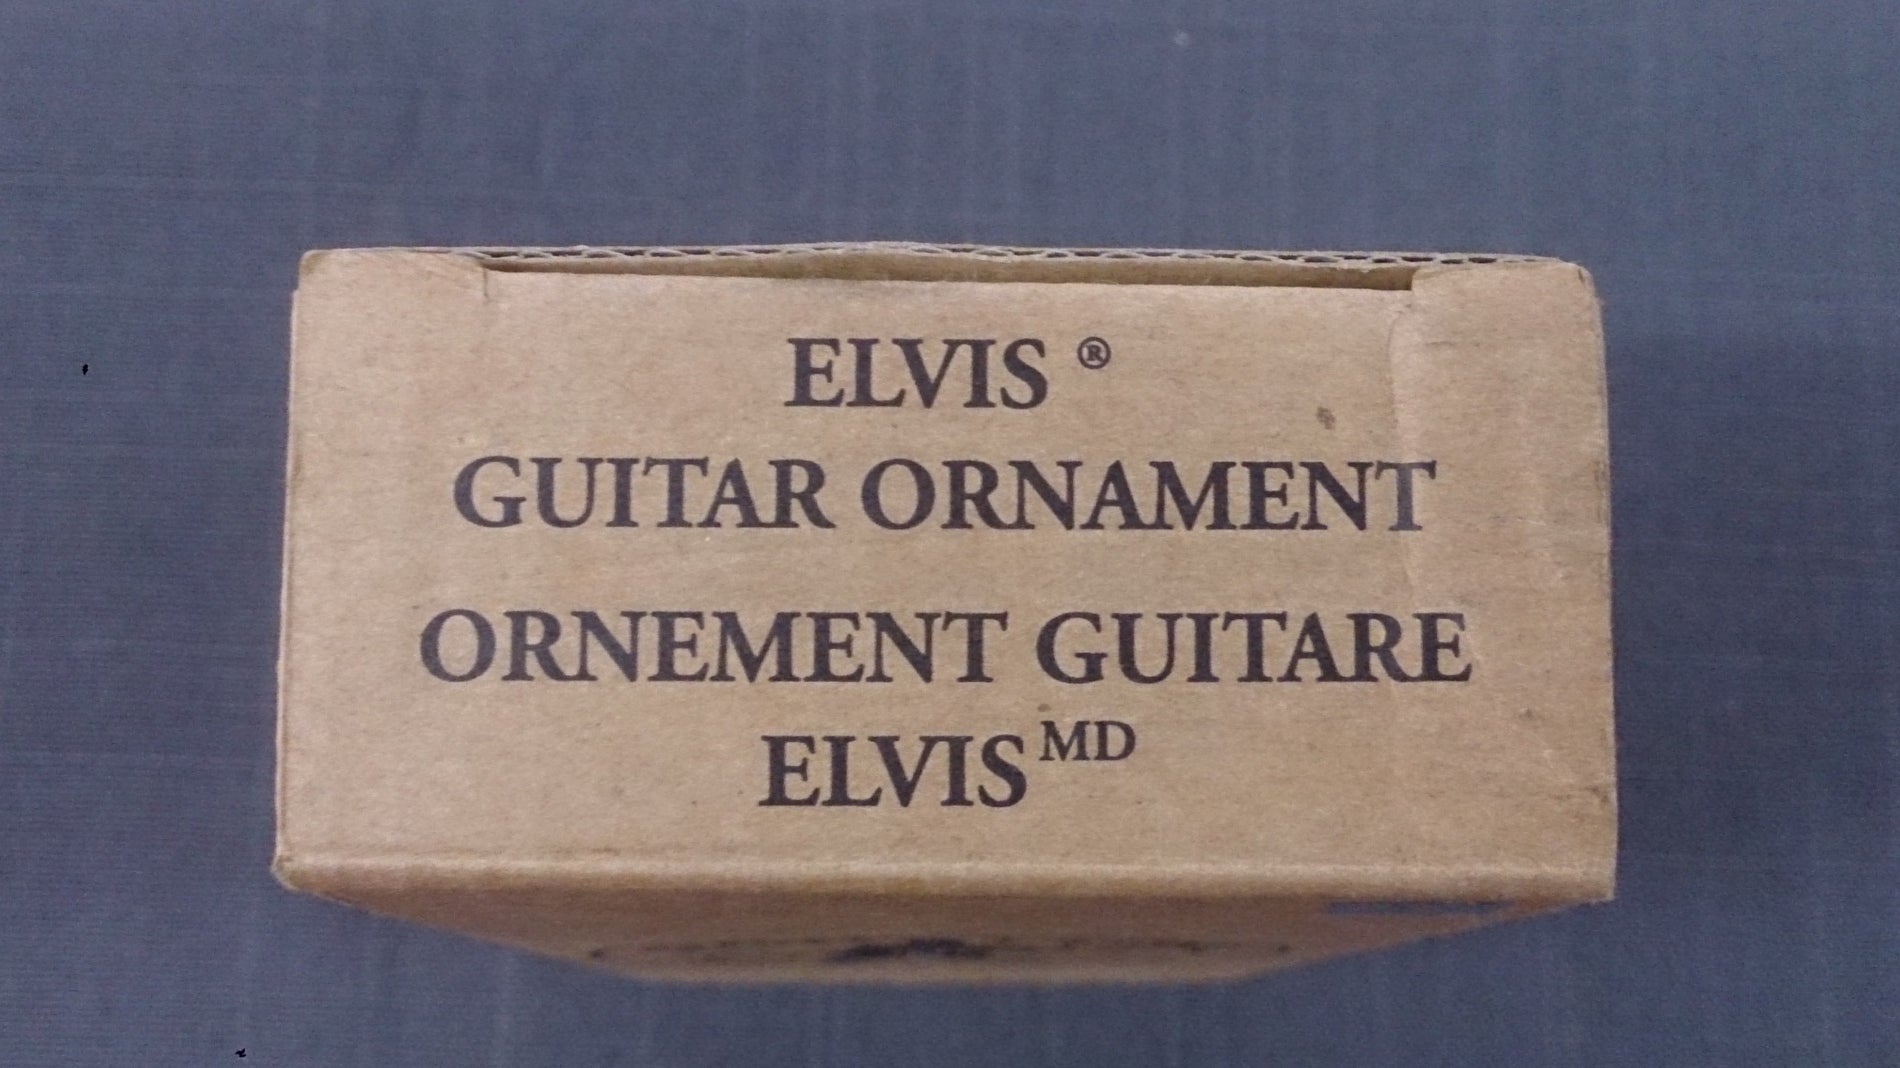 ELVIS ®
GUITAR ORNAMENT
ORNEMENT GUITARE
ELVIS MD